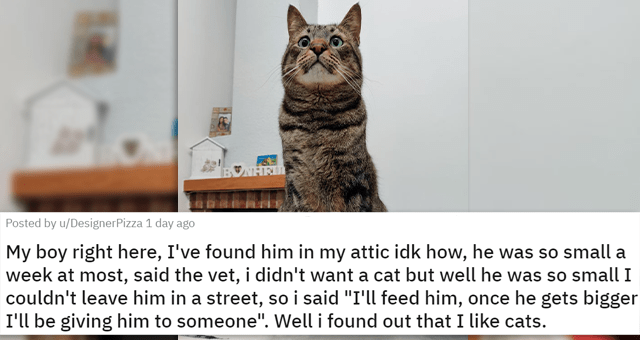 BONHEU
Posted by u/DesignerPizza 1 day ago
My boy right here, I've found him in my attic idk how, he was so small a
week at most, said the vet, i didn't want a cat but well he was so small I
couldn't leave him in a street, so i said "I'll feed him, once he gets bigger
I'll be giving him to someone". Well i found out that I like cats.